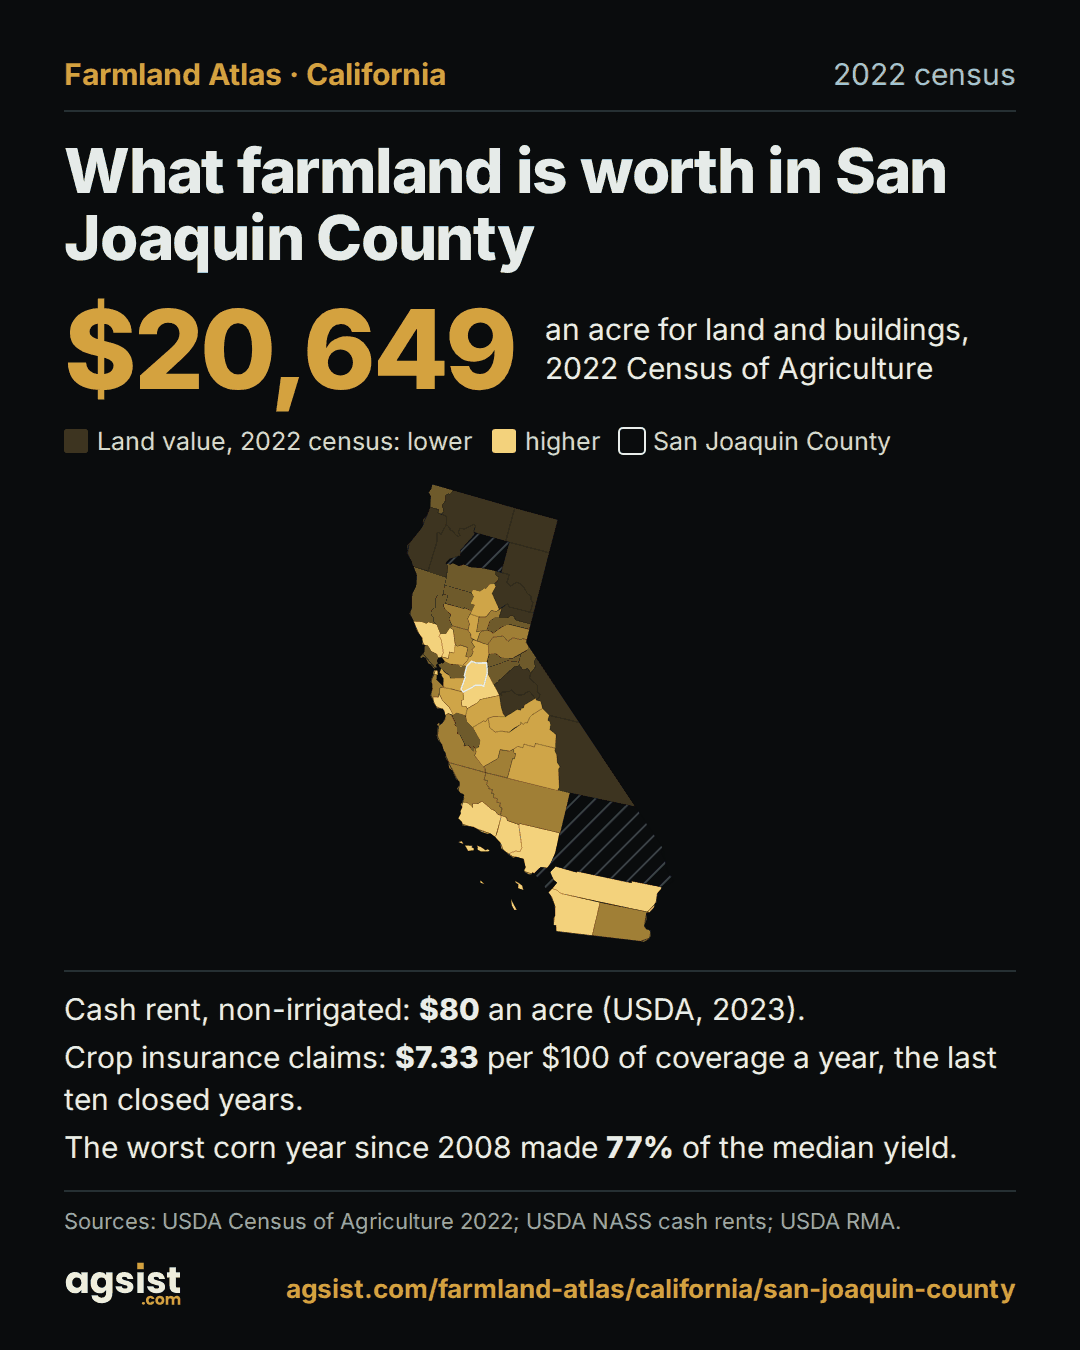 Farmland Atlas · California
2022 census
What farmland is worth in San
Joaquin County
$20,649
an acre for land and buildings,
2022 Census of Agriculture
Land value, 2022 census: lower
higher
San Joaquin County
Cash rent, non-irrigated: $80 an acre (USDA, 2023).
Crop insurance claims: $7.33 per $100 of coverage a year, the last
ten closed years.
The worst corn year since 2008 made 77% of the median yield.
Sources: USDA Census of Agriculture 2022; USDA NASS cash rents; USDA RMA.
agsist
.com
agsist.com/farmland-atlas/california/san-joaquin-county